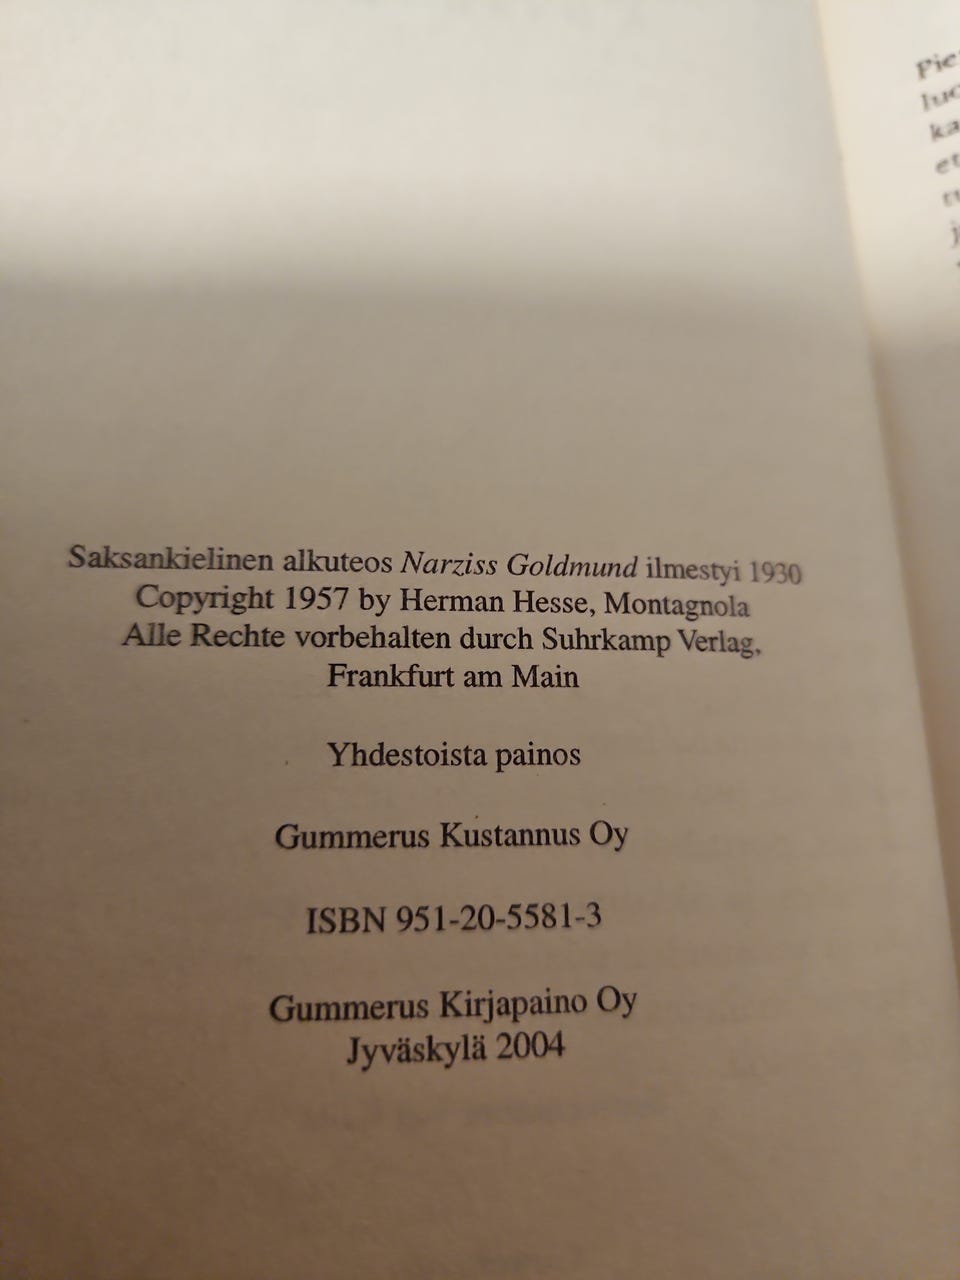 Saksankielinen alkuteos Narziss Goldmund ilmestyi 1930
Copyright 1957 by Herman Hesse, Montagnola
Alle Rechte vorbehalten durch Suhrkamp Verlag,
Frankfurt am Main
Yhdestoista painos
Gummerus Kustannus Oy
ISBN 951-20-5581-3
Gummerus Kirjapaino Oy
Jyväskylä 2004